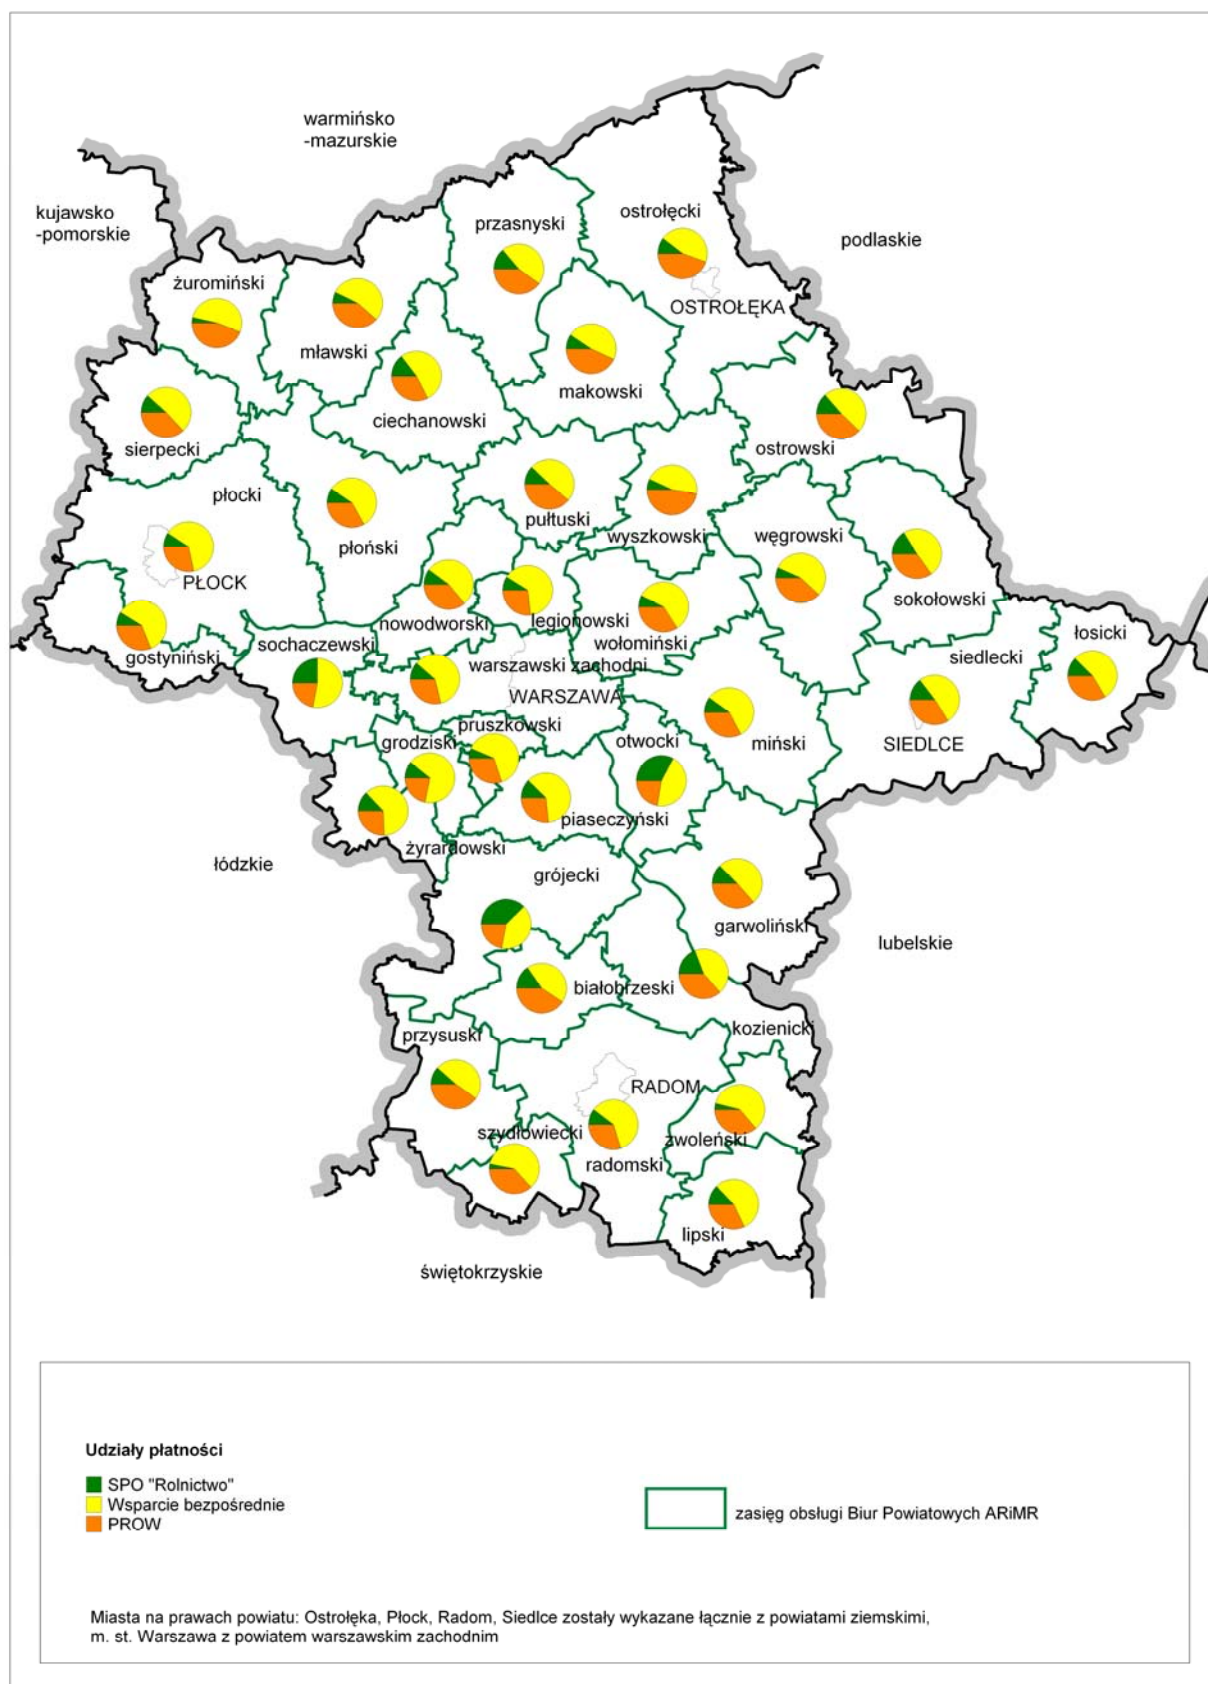 warmińsko
-mazurskie
kujawsko
-pomorskie
podlaskie
przasnyski
ostrołęcki
żuromiński
OSTROŁĘKA
mławski
makowski
ciechanowski
sierpecki
ostrowski
płocki
pułtuski
wyszkowski
węgrowski
płoński
PŁOCK
sokołowski
nowodworski
legionowski
wołomiński
łosicki
gostyniński
sochaczewski
warszawski zachodni
siedlecki
WARSZAWA
pruszkowski
grodziski
otwocki
miński
SIEDLCE
piaseczyński
żyrardowski
łódzkie
grójecki
garwoliński
lubelskie
białobrzeski
kozienicki
przysuski
RADOM
szydłowiecki
zwoleński
radomski
lipski
świętokrzyskie
Udziały płatności
SPO "Rolnictwo"
Wsparcie bezpośrednie
PROW
zasięg obsługi Biur Powiatowych ARiMR
Miasta na prawach powiatu: Ostrołęka, Płock, Radom, Siedlce zostały wykazane łącznie z powiatami ziemskimi,
m. st. Warszawa z powiatem warszawskim zachodnim